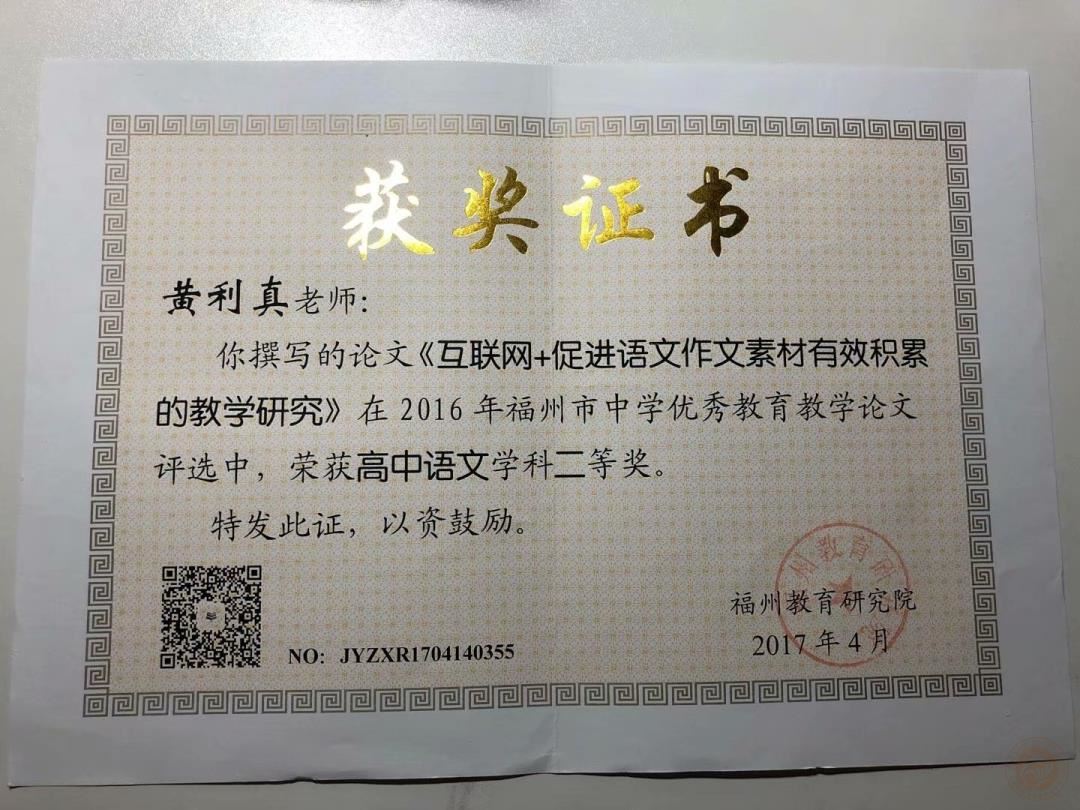 获奖证书
黄利真老师：
你撰写的论文《互联网+促进语文作文素材有效积累
的教学研究》在 2016 年福州市中学优秀教育教学论文
评选中，荣获高中语文学科二等奖。
特发此证，以资鼓励。
福州教育研究院
2017 年 4 月
NO: JYZXR1704140355